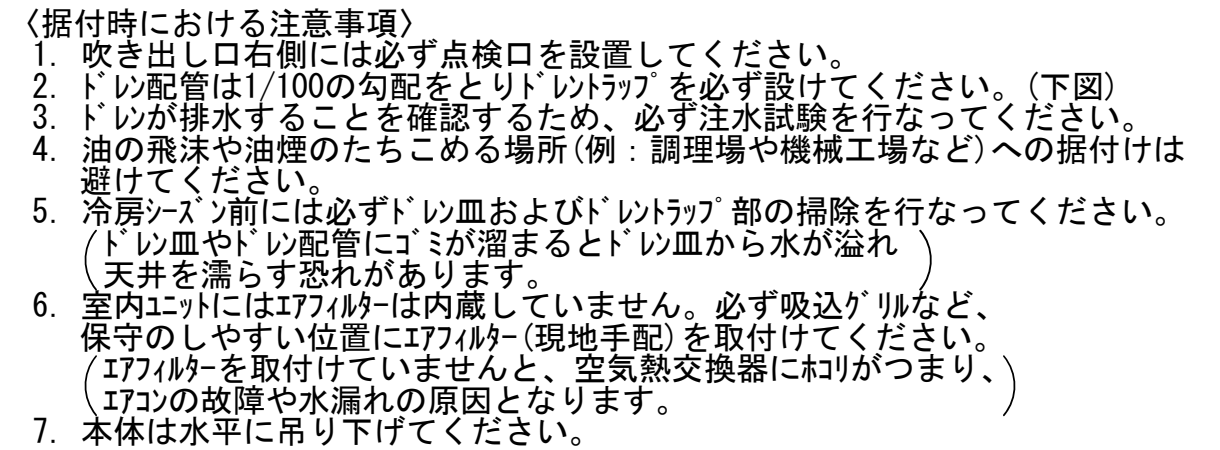 〈据付時における注意事項〉
1. 吹き出し口右側には必ず点検口を設置してください。
2. ﾄﾞﾚﾝ配管は1/100の勾配をとりﾄﾞﾚﾝﾄﾗｯﾌﾟを必ず設けてください。(下図)
3. ﾄﾞﾚﾝが排水することを確認するため、必ず注水試験を行なってください。
4. 油の飛沫や油煙のたちこめる場所(例：調理場や機械工場など)への据付けは
避けてください。
5. 冷房ｼｰｽﾞﾝ前には必ずﾄﾞﾚﾝ皿およびﾄﾞﾚﾝﾄﾗｯﾌﾟ部の掃除を行なってください。
(ﾄﾞﾚﾝ皿やﾄﾞﾚﾝ配管にｺﾞﾐが溜まるとﾄﾞﾚﾝ皿から水が溢れ
天井を濡らす恐れがあります。)
6. 室内ﾕﾆｯﾄにはｴｱﾌｨﾙﾀｰは内蔵していません。必ず吸込ｸﾞﾘﾙなど、
保守のしやすい位置にｴｱﾌｨﾙﾀｰ(現地手配)を取付けてください。
(ｴｱﾌｨﾙﾀｰを取付けていませんと、空気熱交換器にﾎｺﾘがつまり、
ｴｱｺﾝの故障や水漏れの原因となります。)
7. 本体は水平に吊り下げてください。